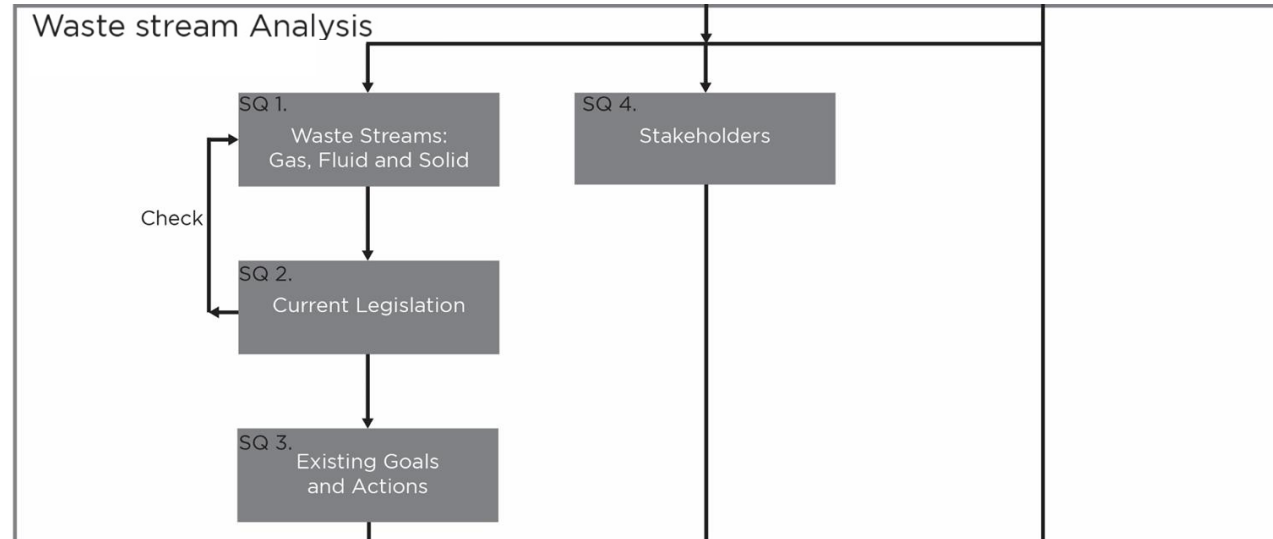 Waste stream Analysis
SQ 1.
Waste Streams:
Gas, Fluid and Solid
SQ 4.
Stakeholders
Check
SQ 2.
Current Legislation
SQ 3.
Existing Goals
and Actions